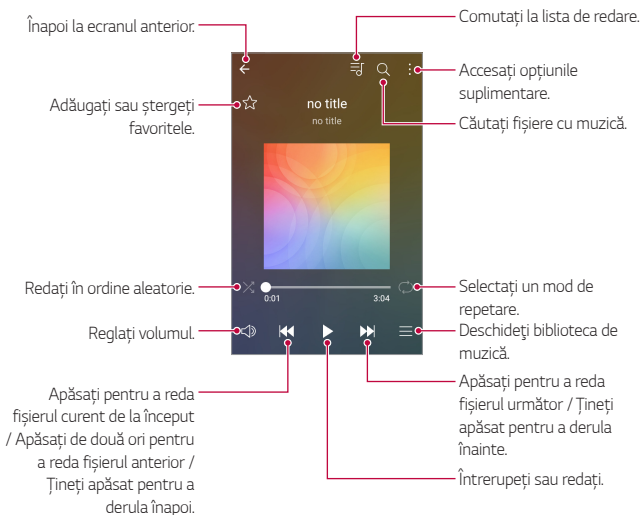 Înapoi la ecranul anterior.
Comutați la lista de redare.
Accesați opțiunile
suplimentare.
Adăugați sau ștergeți
favoritele.
no title
no title
Căutați fișiere cu muzică.
Redați în ordine aleatorie.
0:01
3:04
Selectați un mod de
repetare.
Reglați volumul.
Deschideţi biblioteca de
muzică.
Apăsați pentru a reda
fișierul curent de la început
/ Apăsați de două ori pentru
a reda fișierul anterior /
Țineți apăsat pentru a
derula înapoi.
Apăsați pentru a reda
fișierul următor / Țineți
apăsat pentru a derula
înainte.
Întrerupeți sau redați.